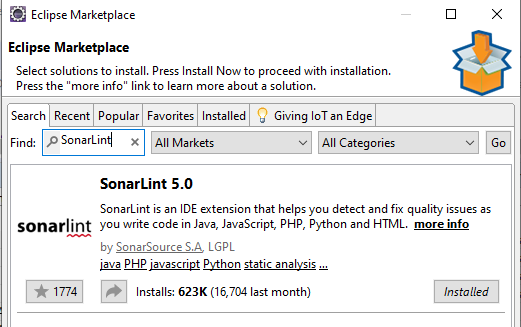 Eclipse Marketplace
Eclipse Marketplace
Select solutions to install. Press Install Now to proceed with installation.
Press the "more info" link to learn more about a solution.
Search Recent Popular Favorites Installed Giving IoT an Edge
Find: SonarLint All Markets All Categories Go
SonarLint 5.0
SonarLint is an IDE extension that helps you detect and fix quality issues as
you write code in Java, JavaScript, PHP, Python and HTML. more info
sonarlint
by SonarSource S.A, LGPL
java PHP javascript Python static analysis ...
1774 Installs: 623K (16,704 last month) Installed